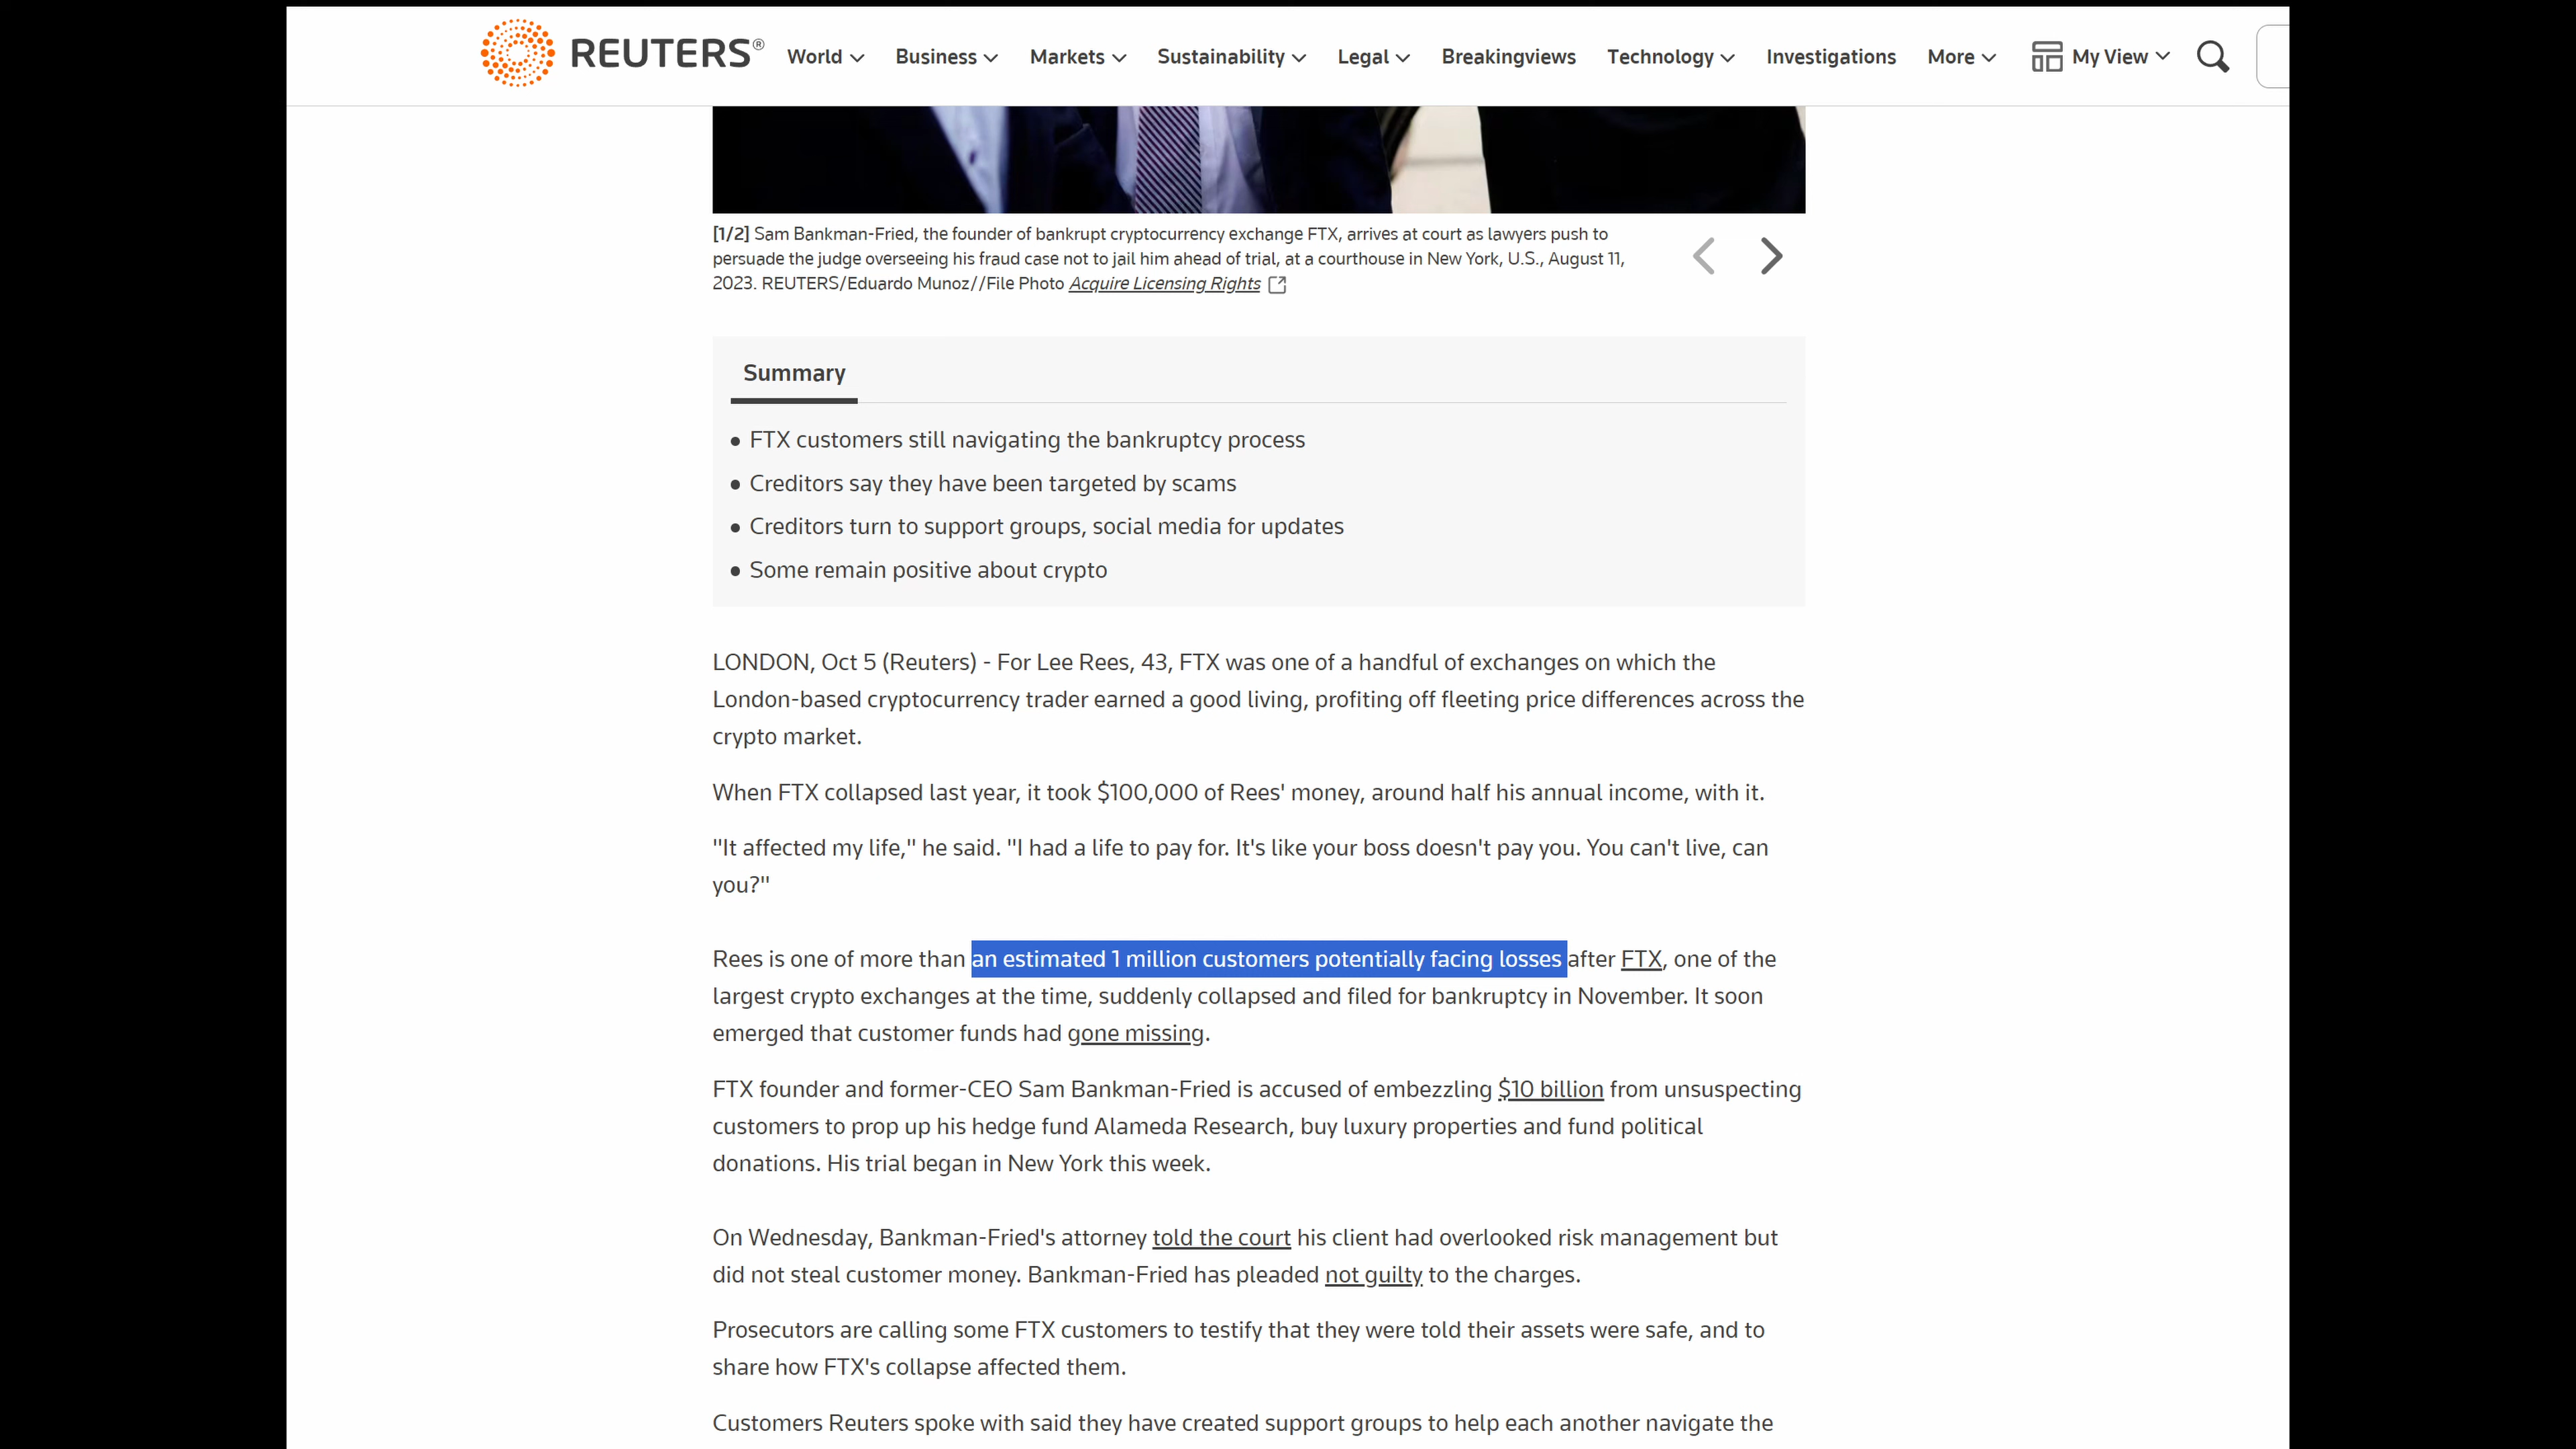 REUTERS®
World
Business
Markets
Sustainability
Legal
Breakingviews
Technology
Investigations
More
My View
[1/2] Sam Bankman-Fried, the founder of bankrupt cryptocurrency exchange FTX, arrives at court as lawyers push to
persuade the judge overseeing his fraud case not to jail him ahead of trial, at a courthouse in New York, U.S., August 11,
2023. REUTERS/Eduardo Munoz//File Photo Acquire Licensing Rights
Summary
• FTX customers still navigating the bankruptcy process
• Creditors say they have been targeted by scams
• Creditors turn to support groups, social media for updates
• Some remain positive about crypto
LONDON, Oct 5 (Reuters) - For Lee Rees, 43, FTX was one of a handful of exchanges on which the
London-based cryptocurrency trader earned a good living, profiting off fleeting price differences across the
crypto market.
When FTX collapsed last year, it took $100,000 of Rees' money, around half his annual income, with it.
"It affected my life," he said. "I had a life to pay for. It's like your boss doesn't pay you. You can't live, can
you?"
Rees is one of more than an estimated 1 million customers potentially facing losses after FTX, one of the
largest crypto exchanges at the time, suddenly collapsed and filed for bankruptcy in November. It soon
emerged that customer funds had gone missing.
FTX founder and former-CEO Sam Bankman-Fried is accused of embezzling $10 billion from unsuspecting
customers to prop up his hedge fund Alameda Research, buy luxury properties and fund political
donations. His trial began in New York this week.
On Wednesday, Bankman-Fried's attorney told the court his client had overlooked risk management but
did not steal customer money. Bankman-Fried has pleaded not guilty to the charges.
Prosecutors are calling some FTX customers to testify that they were told their assets were safe, and to
share how FTX's collapse affected them.
Customers Reuters spoke with said they have created support groups to help each another navigate the